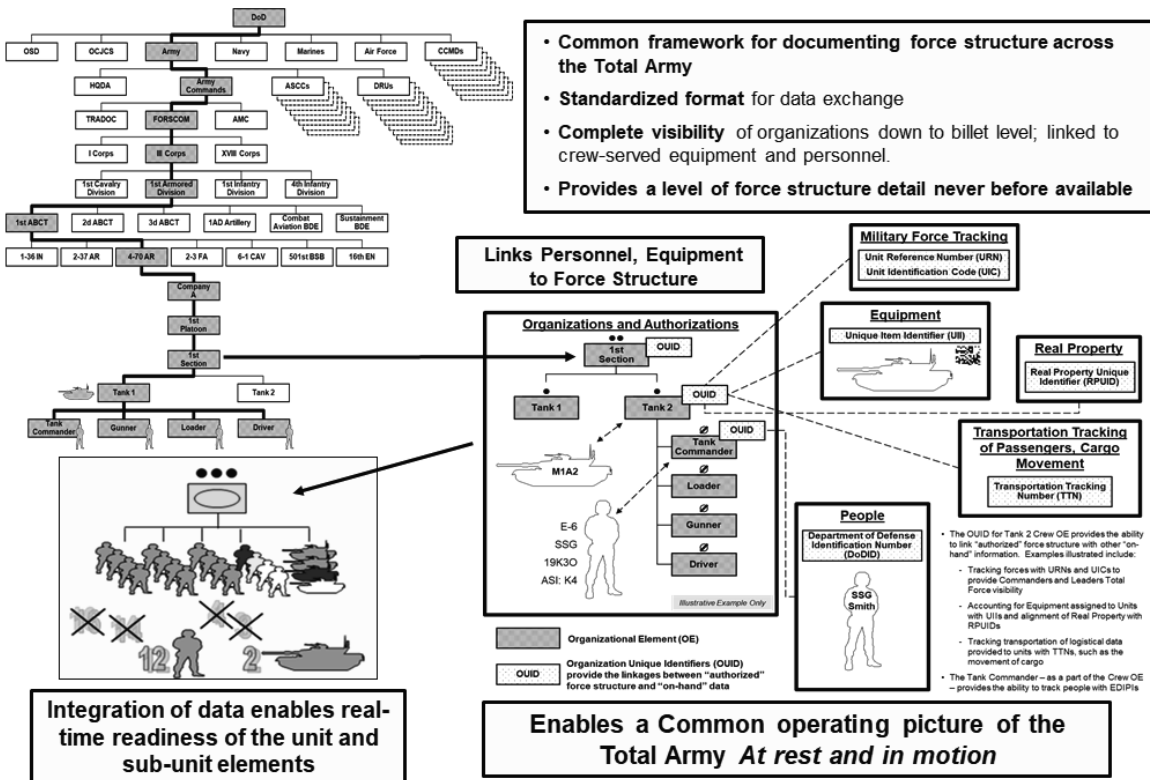 DoD
OSD
OCJCS
Army
Navy
Marines
Air Force
CCMDs
HQDA
Army
Commands
ASCCs
DRUs
TRADOC
FORSCOM
AMC
I Corps
III Corps
XVIII Corps
1st Cavalry
Division
1st Armored
Division
1st Infantry
Division
4th Infantry
Division
1st ABCT
2d ABCT
3d ABCT
1AD Artillery
Combat
Aviation BDE
Sustainment
BDE
1-36 IN
2-37 AR
4-70 AR
2-3 FA
6-1 CAV
501st BSB
16th EN
Company
A
1st
Platoon
1st
Section
Tank 1
Tank 2
Tank
Commander
Gunner
Loader
Driver
• Common framework for documenting force structure across
the Total Army
• Standardized format for data exchange
• Complete visibility of organizations down to billet level; linked to
crew-served equipment and personnel.
• Provides a level of force structure detail never before available
Links Personnel, Equipment
to Force Structure
Organizations and Authorizations
1st
Section
OUID
Tank 1
Tank 2
OUID
OUID
Tank
Commander
M1A2
Loader
Gunner
Driver
E-6
SSG
19K3O
ASI: K4
Illustrative Example Only
Organizational Element (OE)
OUID
Organization Unique Identifiers (OUID)
provide the linkages between "authorized"
force structure and "on-hand" data
Military Force Tracking
Unit Reference Number (URN)
Unit Identification Code (UIC)
Equipment
Unique Item Identifier (UII)
Real Property
Real Property Unique
Identifier (RPUID)
Transportation Tracking
of Passengers, Cargo
Movement
Transportation Tracking
Number (TTN)
People
Department of Defense
Identification Number
(DoDID)
SSG
Smith
• The OUID for Tank 2 Crew OE provides the ability
to link "authorized" force structure with other "on-
hand" information. Examples illustrated include:
- Tracking forces with URNs and UICs to
provide Commanders and Leaders Total
Force visibility
- Accounting for Equipment assigned to Units
with UIIs and alignment of Real Property with
RPUIDs
- Tracking transportation of logistical data
provided to units with TTNs, such as the
movement of cargo
• The Tank Commander – as a part of the Crew OE
– provides the ability to track people with EDIPIs
12
2
Integration of data enables real-
time readiness of the unit and
sub-unit elements
Enables a Common operating picture of the
Total Army At rest and in motion